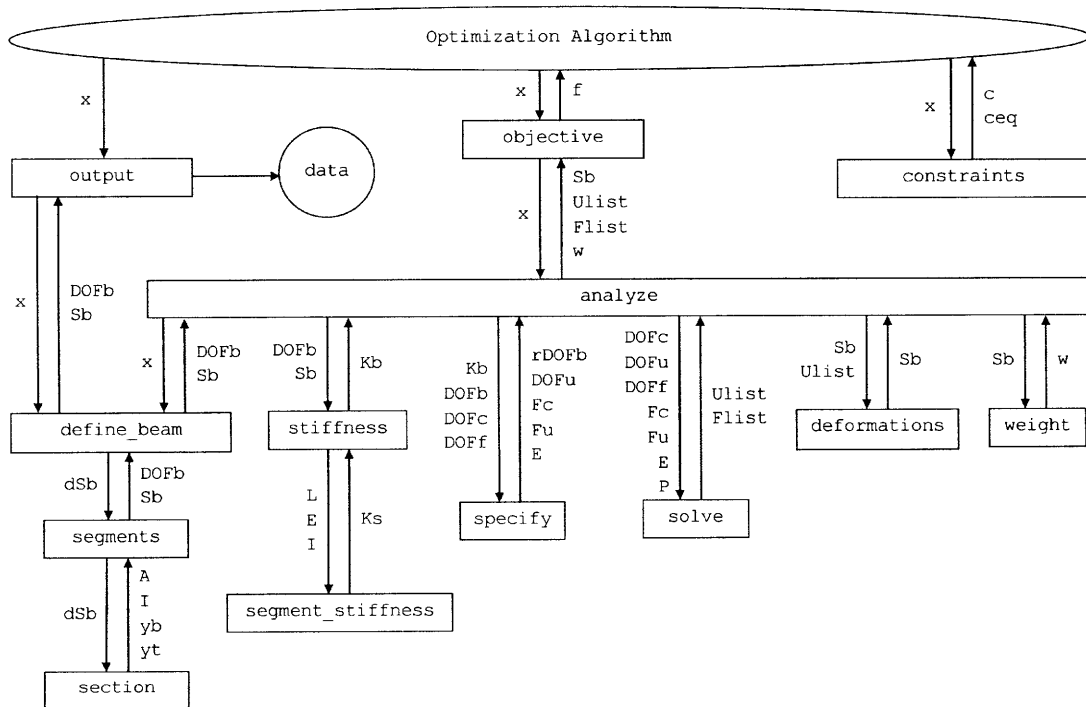 Optimization Algorithm
x
x
f
x
c
ceq
objective
output
data
constraints
x
Sb
Ulist
Flist
w
analyze
x
DOFb
Sb
x
DOFb
Sb
DOFb
Sb
Kb
Kb
DOFb
DOFc
DOFf
rDOFb
DOFu
Fc
Fu
E
DOFc
DOFu
DOFf
Fc
Fu
E
P
Ulist
Flist
Sb
Ulist
Sb
Sb
w
define_beam
stiffness
deformations
weight
dSb
DOFb
Sb
L
E
I
Ks
specify
solve
segments
dSb
A
I
yb
yt
segment_stiffness
section